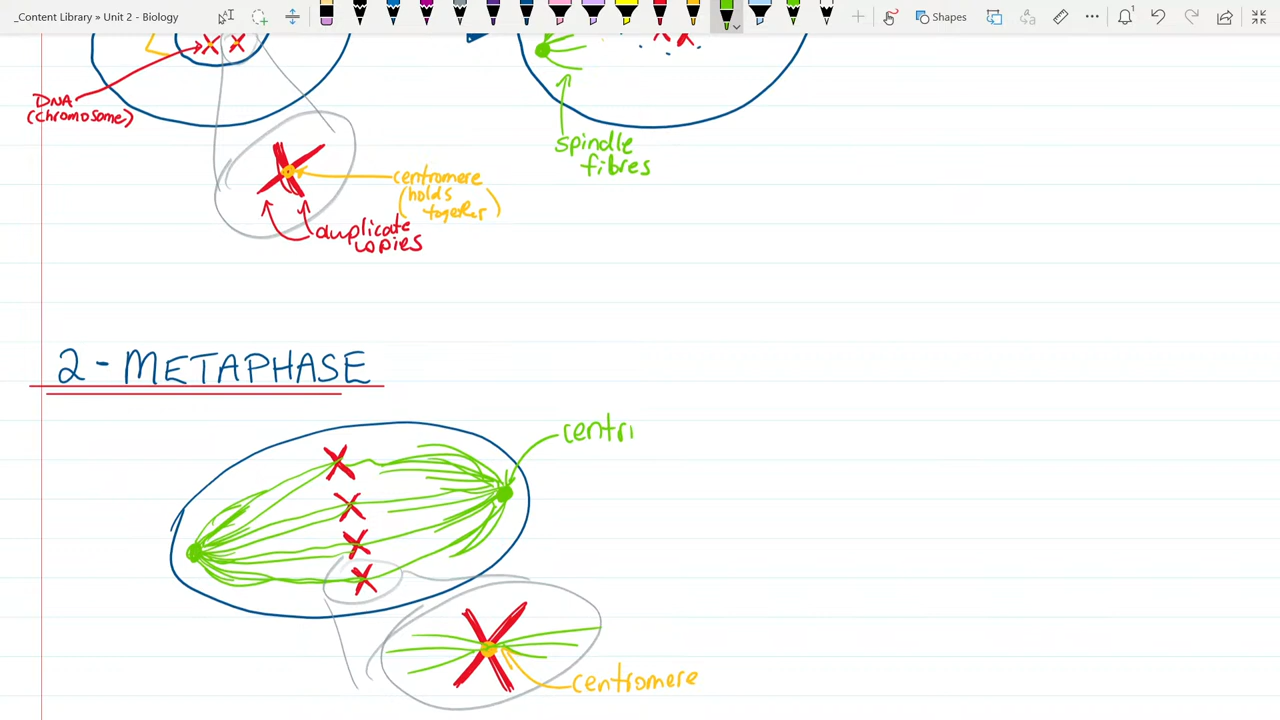 _Content Library » Unit 2 - Biology
Shapes
DNA
(chromosome)
spindle
fibres
centromere
(holds
together)
duplicate
copies
2 - METAPHASE
centri
centromere